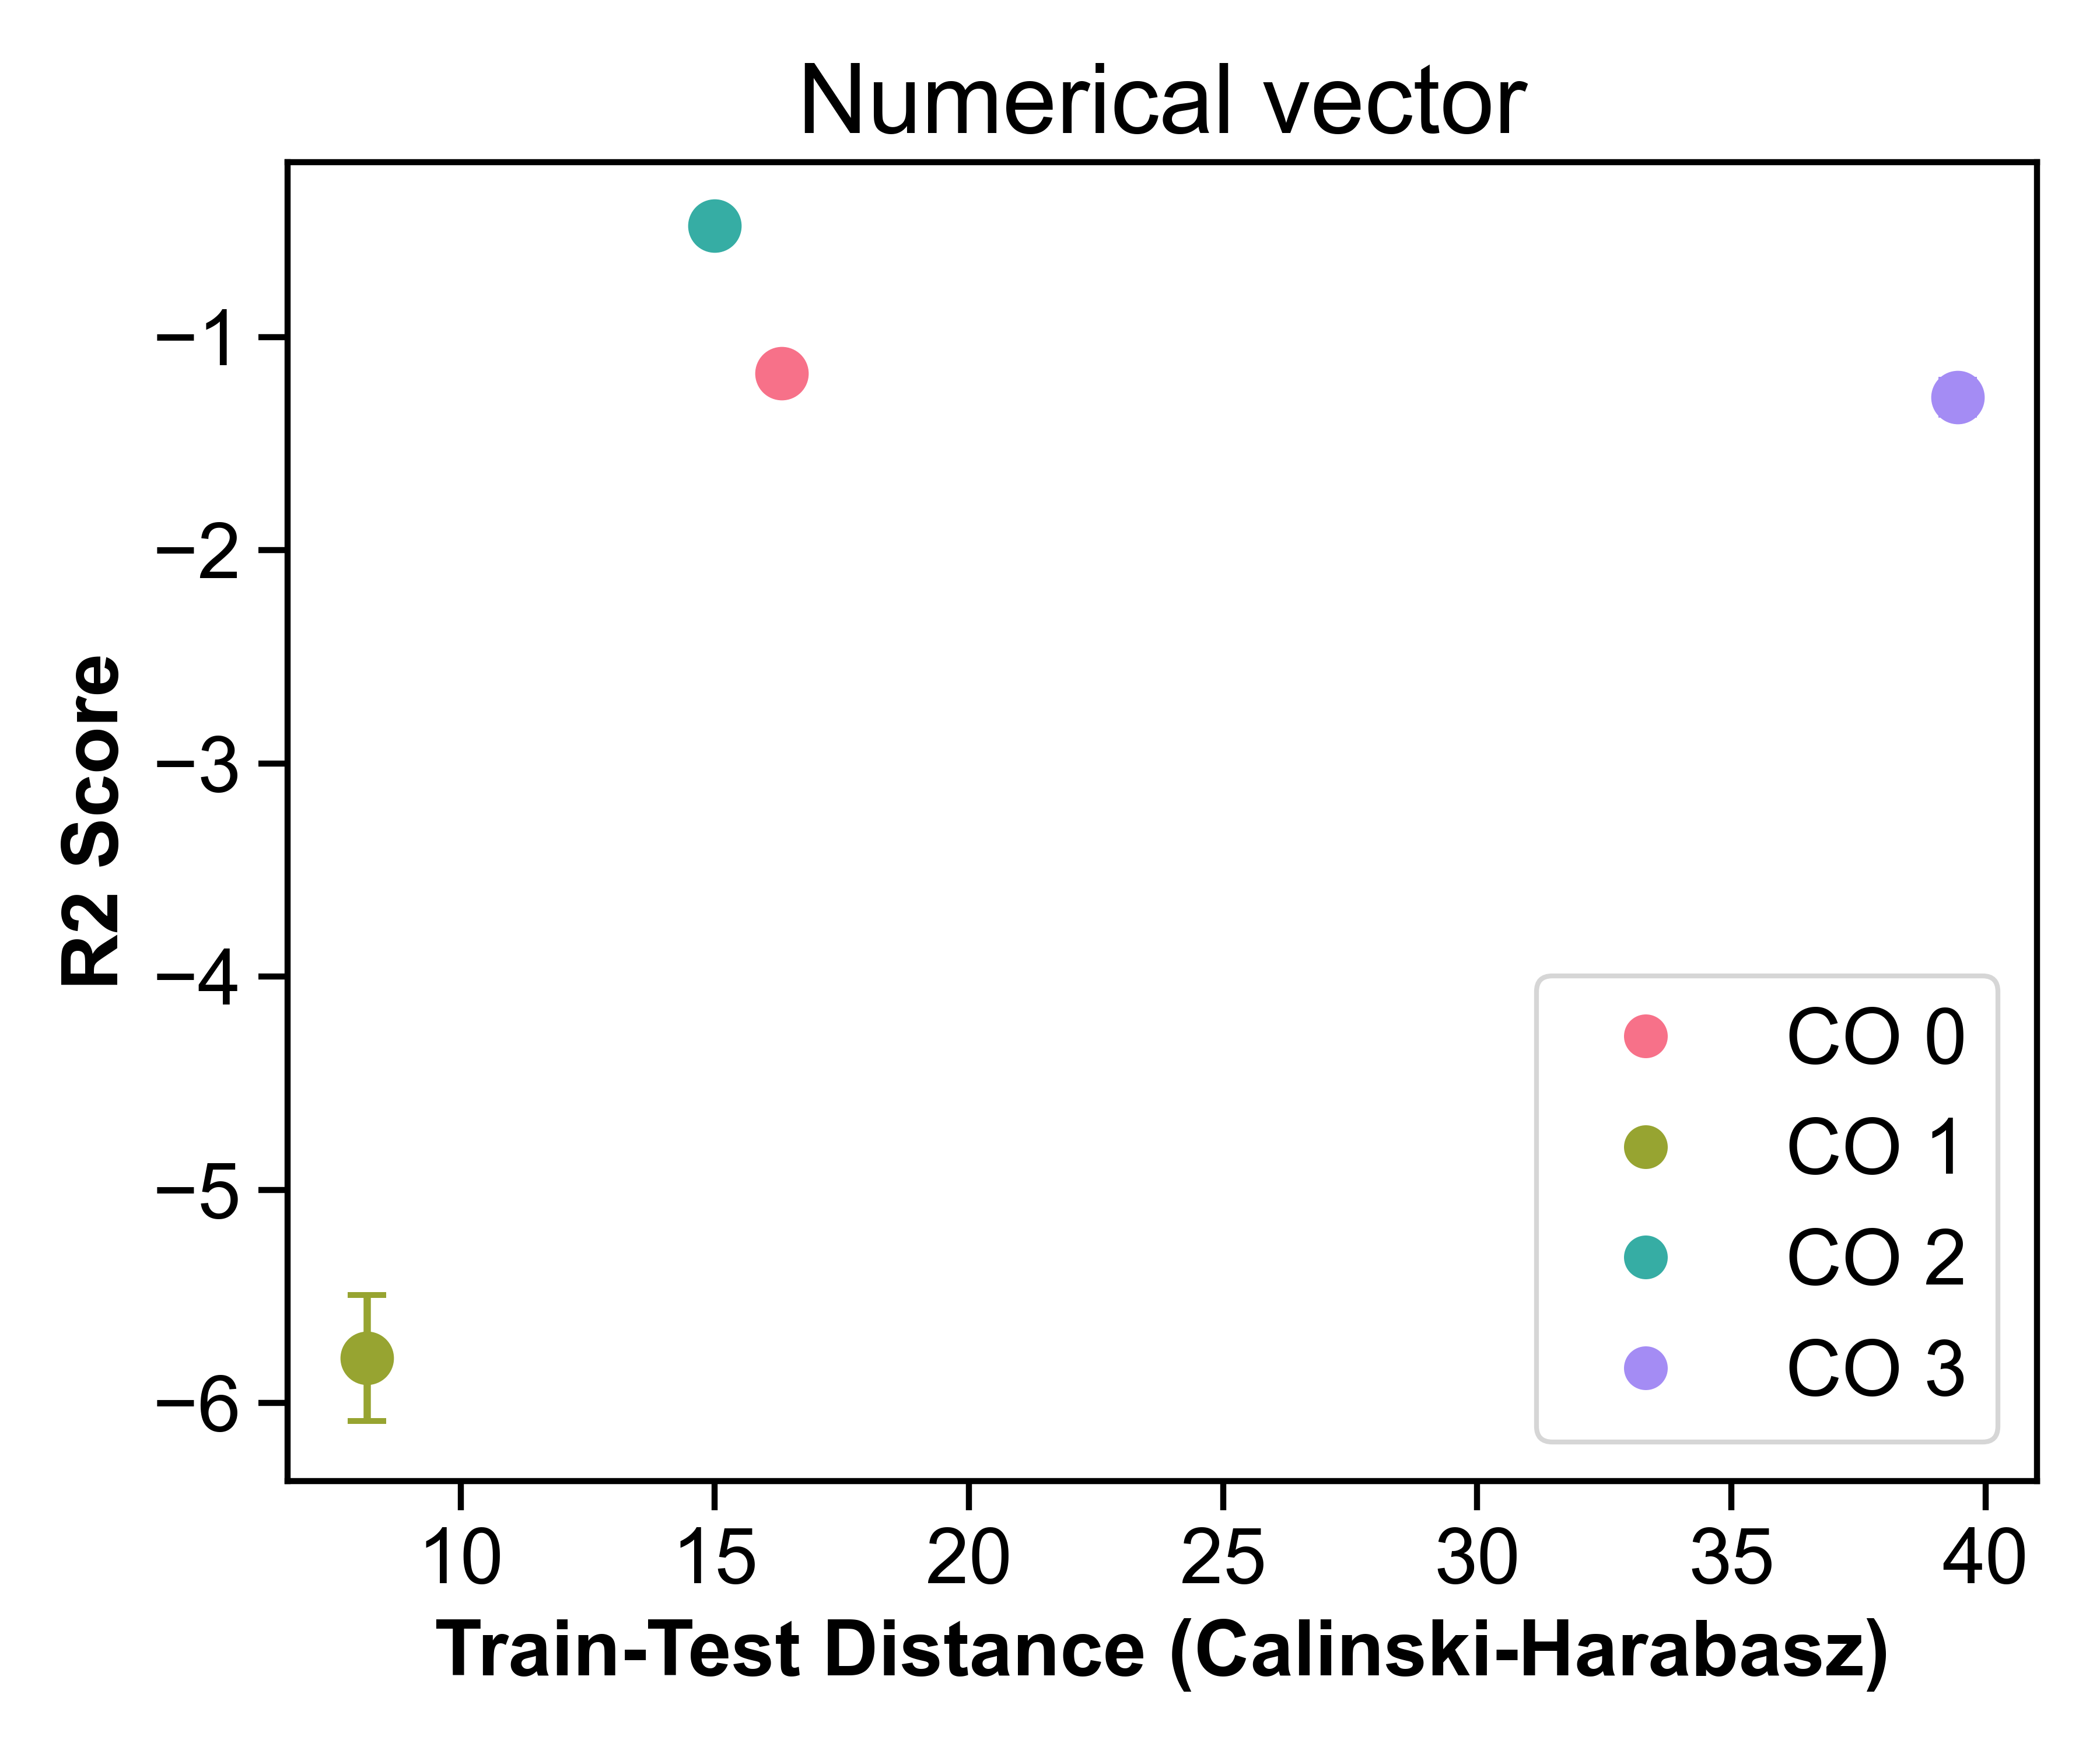 Numerical vector
R2 Score
−1
−2
−3
−4
−5
−6
CO 0
CO 1
CO 2
CO 3
10 15 20 25 30 35 40
Train-Test Distance (Calinski-Harabasz)